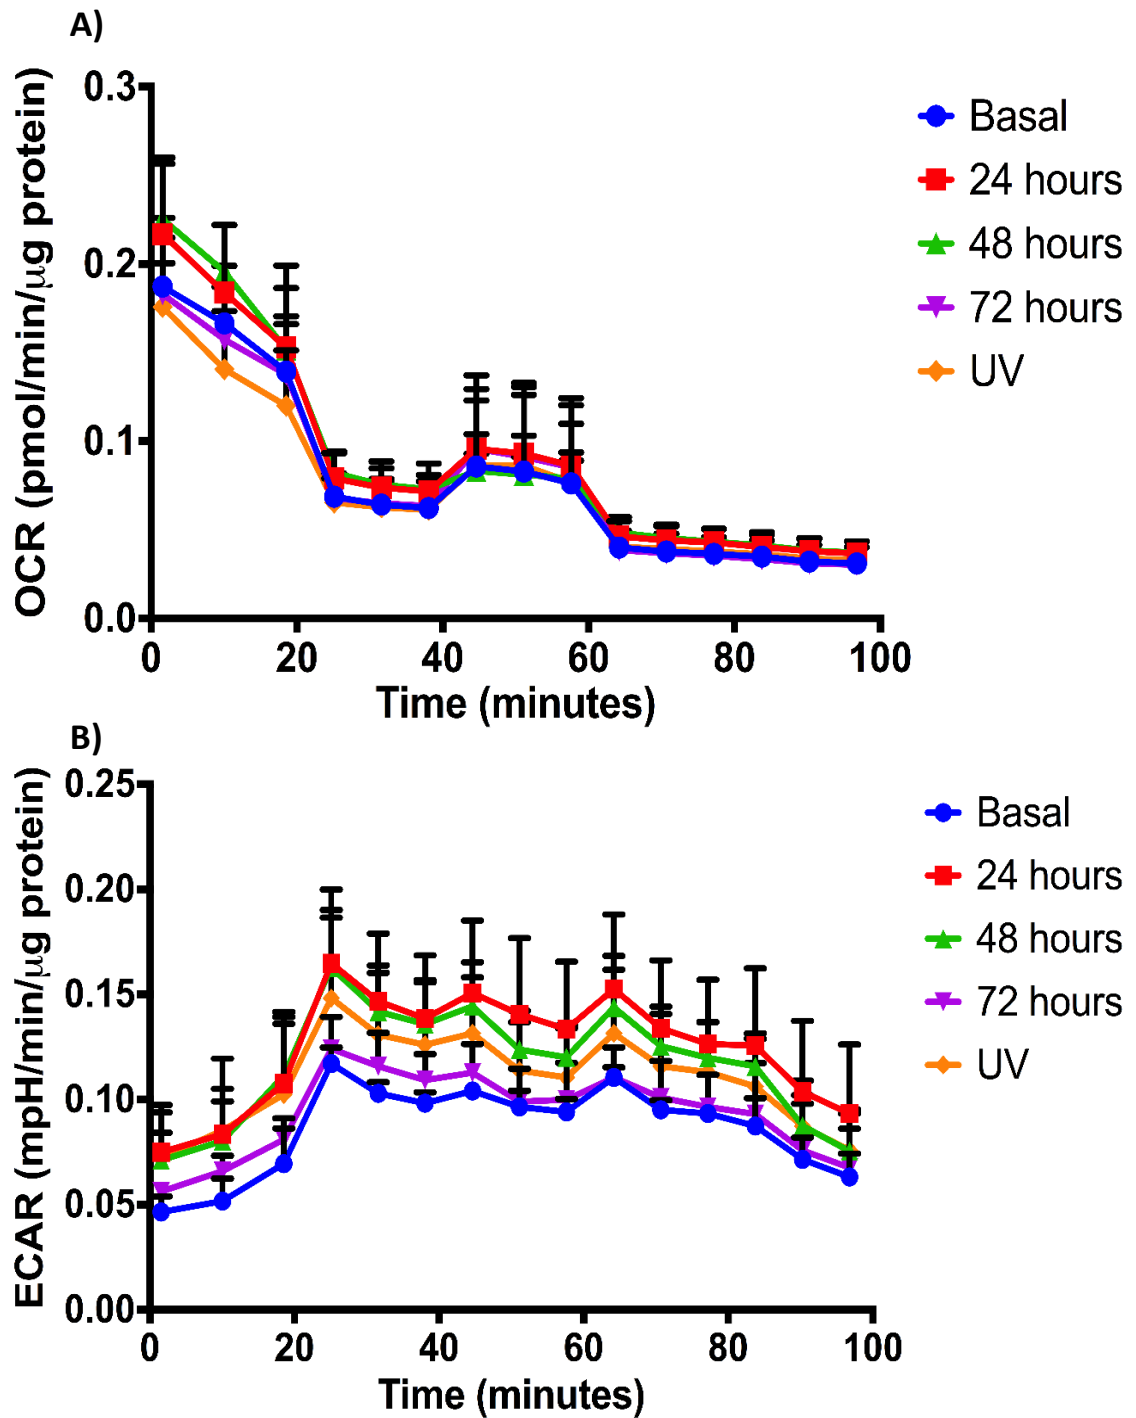 A)
OCR (pmol/min/µg protein)
0.3
0.2
0.1
0.0
0 20 40 60 80 100
Time (minutes)
Basal
24 hours
48 hours
72 hours
UV
B)
ECAR (mpH/min/µg protein)
0.25
0.20
0.15
0.10
0.05
0.00
0 20 40 60 80 100
Time (minutes)
Basal
24 hours
48 hours
72 hours
UV